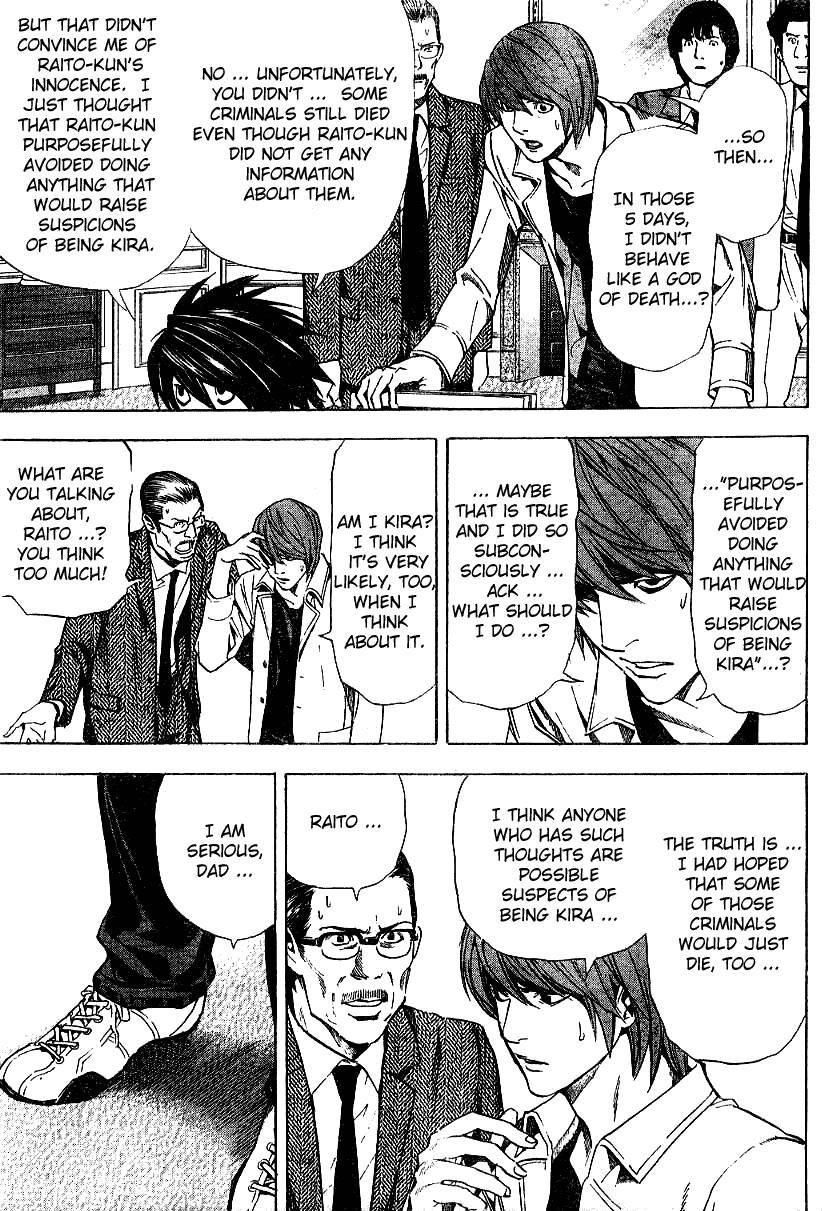 ...SO
THEN...
IN THOSE
5 DAYS,
I DIDN'T
BEHAVE
LIKE A GOD
OF DEATH...?
NO ... UNFORTUNATELY,
YOU DIDN'T ... SOME
CRIMINALS STILL DIED
EVEN THOUGH RAITO-KUN
DID NOT GET ANY
INFORMATION
ABOUT THEM.
BUT THAT DIDN'T
CONVINCE ME OF
RAITO-KUN'S
INNOCENCE. I
JUST THOUGHT
THAT RAITO-KUN
PURPOSEFULLY
AVOIDED DOING
ANYTHING THAT
WOULD RAISE
SUSPICIONS
OF BEING KIRA.
..."PURPOS-
EFULLY
AVOIDED
DOING
ANYTHING
THAT WOULD
RAISE
SUSPICIONS
OF BEING
KIRA"...?
... MAYBE
THAT IS TRUE
AND I DID SO
SUBCON-
SCIOUSLY ...
ACK ...
WHAT SHOULD
I DO ...?
AM I KIRA?
I THINK
IT'S VERY
LIKELY, TOO,
WHEN I
THINK
ABOUT IT.
WHAT ARE
YOU TALKING
ABOUT,
RAITO ...?
YOU THINK
TOO MUCH!
THE TRUTH IS ...
I HAD HOPED
THAT SOME
OF THOSE
CRIMINALS
WOULD JUST
DIE, TOO ...
I THINK ANYONE
WHO HAS SUCH
THOUGHTS ARE
POSSIBLE
SUSPECTS OF
BEING KIRA ...
RAITO ...
I AM
SERIOUS,
DAD ...